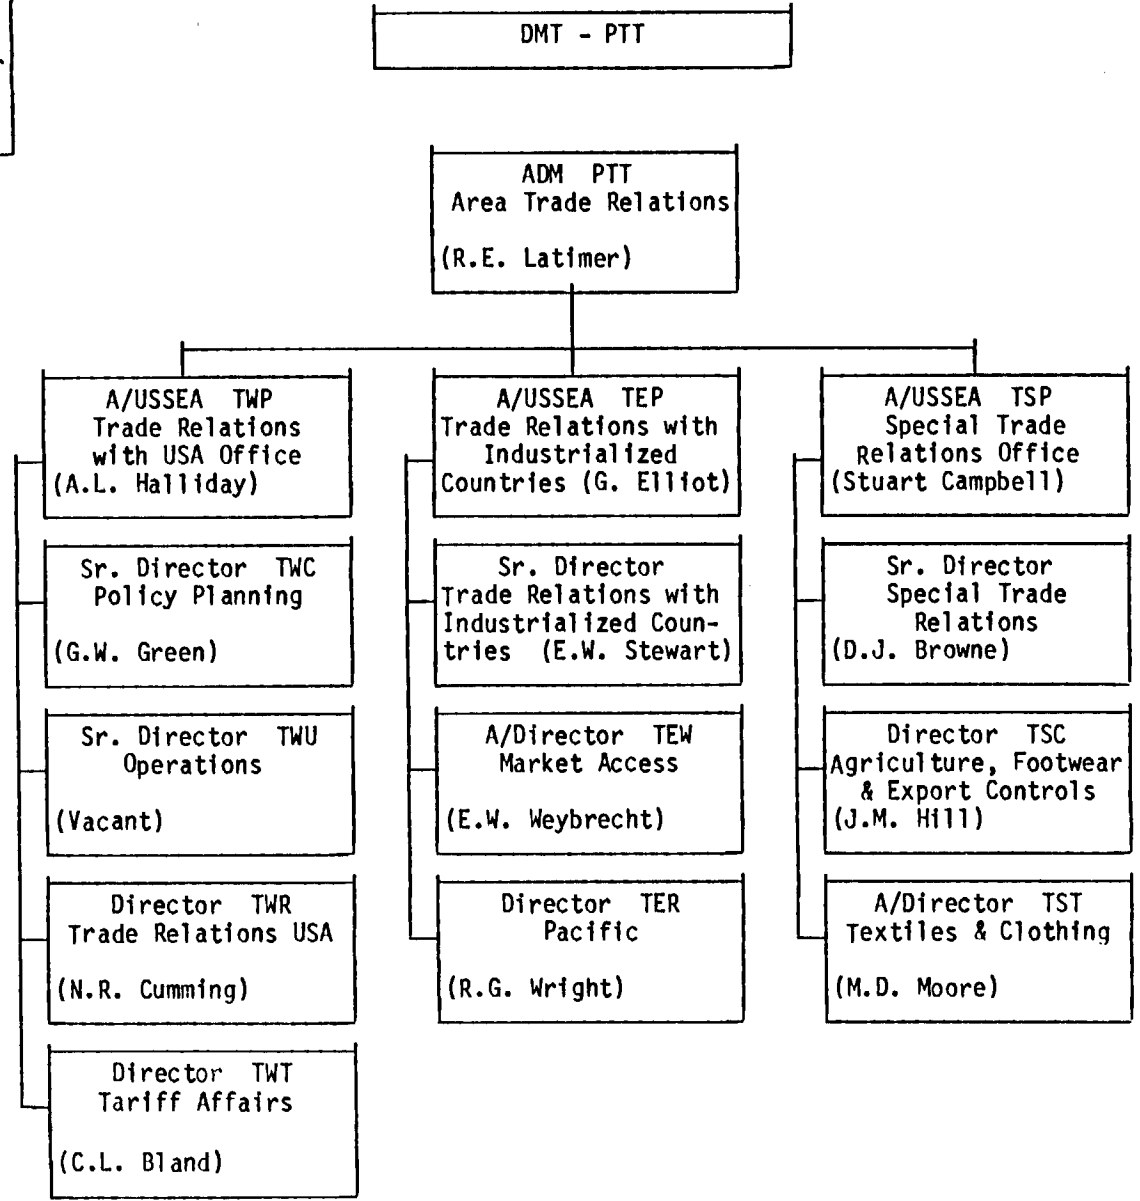 DMT - PTT
ADM PTT
Area Trade Relations
(R.E. Latimer)
A/USSEA TWP
Trade Relations
with USA Office
(A.L. Halliday)
Sr. Director TWC
Policy Planning
(G.W. Green)
Sr. Director TWU
Operations
(Vacant)
Director TWR
Trade Relations USA
(N.R. Cumming)
Director TWT
Tariff Affairs
(C.L. Bland)
A/USSEA TEP
Trade Relations with
Industrialized
Countries (G. Elliot)
Sr. Director
Trade Relations with
Industrialized Coun-
tries (E.W. Stewart)
A/Director TEW
Market Access
(E.W. Weybrecht)
Director TER
Pacific
(R.G. Wright)
A/USSEA TSP
Special Trade
Relations Office
(Stuart Campbell)
Sr. Director
Special Trade
Relations
(D.J. Browne)
Director TSC
Agriculture, Footwear
& Export Controls
(J.M. Hill)
A/Director TST
Textiles & Clothing
(M.D. Moore)